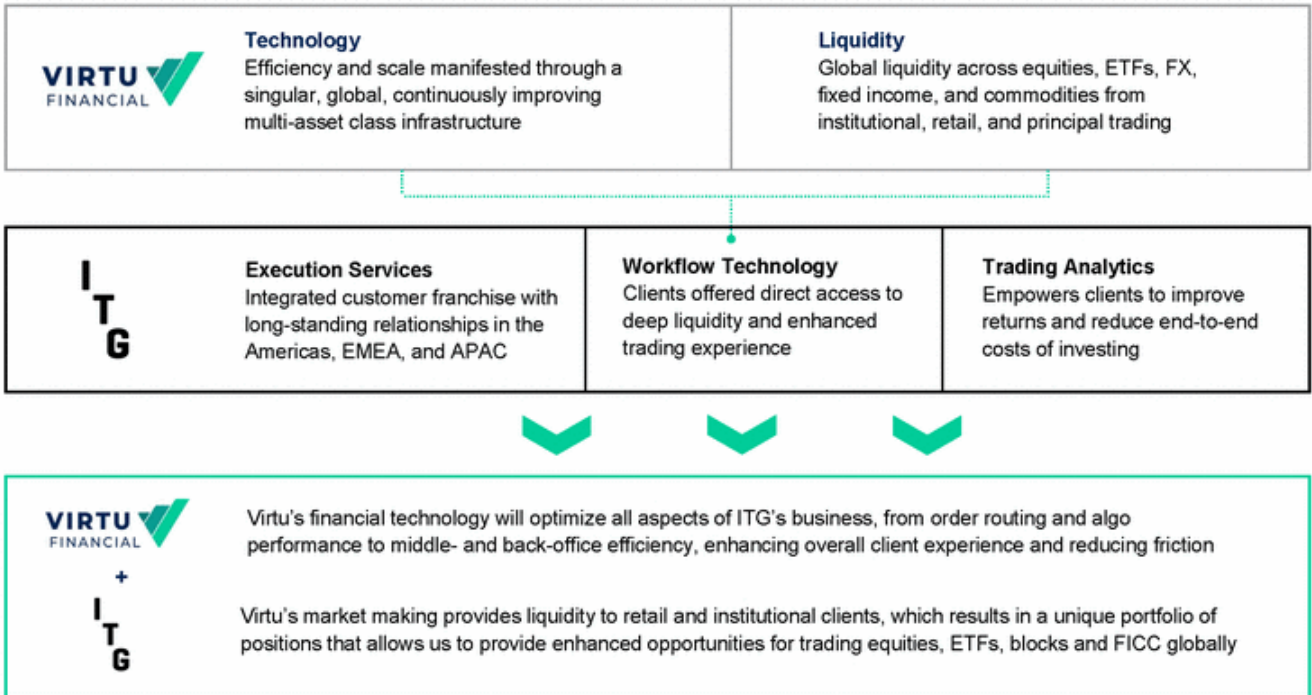 VIRTU
FINANCIAL
Technology
Efficiency and scale manifested through a
singular, global, continuously improving
multi-asset class infrastructure
Liquidity
Global liquidity across equities, ETFs, FX,
fixed income, and commodities from
institutional, retail, and principal trading
I
T
G
Execution Services
Integrated customer franchise with
long-standing relationships in the
Americas, EMEA, and APAC
Workflow Technology
Clients offered direct access to
deep liquidity and enhanced
trading experience
Trading Analytics
Empowers clients to improve
returns and reduce end-to-end
costs of investing
VIRTU
FINANCIAL
+
I
T
G
Virtu’s financial technology will optimize all aspects of ITG’s business, from order routing and algo
performance to middle- and back-office efficiency, enhancing overall client experience and reducing friction
Virtu’s market making provides liquidity to retail and institutional clients, which results in a unique portfolio of
positions that allows us to provide enhanced opportunities for trading equities, ETFs, blocks and FICC globally